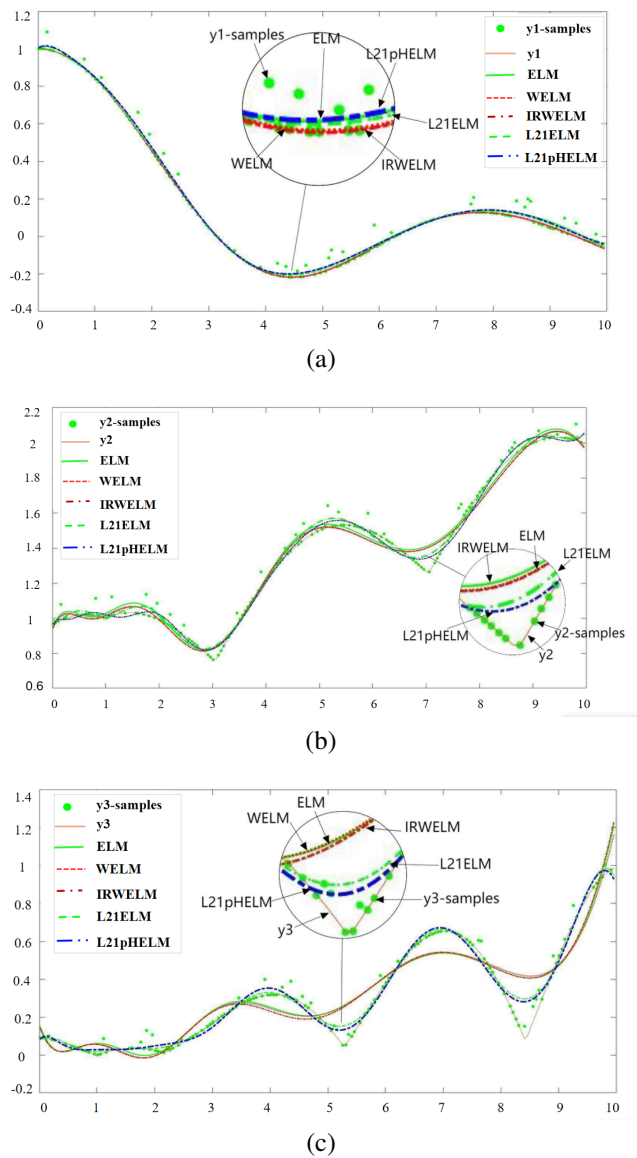 1.2
1
0.8
0.6
0.4
0.2
0
-0.2
-0.4
0 1 2 3 4 5 6 7 8 9 10
y1-samples
ELM
L21pHELM
L21ELM
WELM
IRWELM
y1-samples
y1
ELM
WELM
IRWELM
L21ELM
L21pHELM
(a)
2.2
2
1.8
1.6
1.4
1.2
1
0.8
0.6
0 1 2 3 4 5 6 7 8 9 10
y2-samples
y2
ELM
WELM
IRWELM
L21ELM
L21pHELM
ELM
IRWELM
L21ELM
L21pHELM
y2-samples
y2
(b)
1.4
1.2
1
0.8
0.6
0.4
0.2
0
-0.2
0 1 2 3 4 5 6 7 8 9 10
y3-samples
y3
ELM
WELM
IRWELM
L21ELM
L21pHELM
ELM
WELM
IRWELM
L21ELM
L21pHELM
y3-samples
y3
(c)